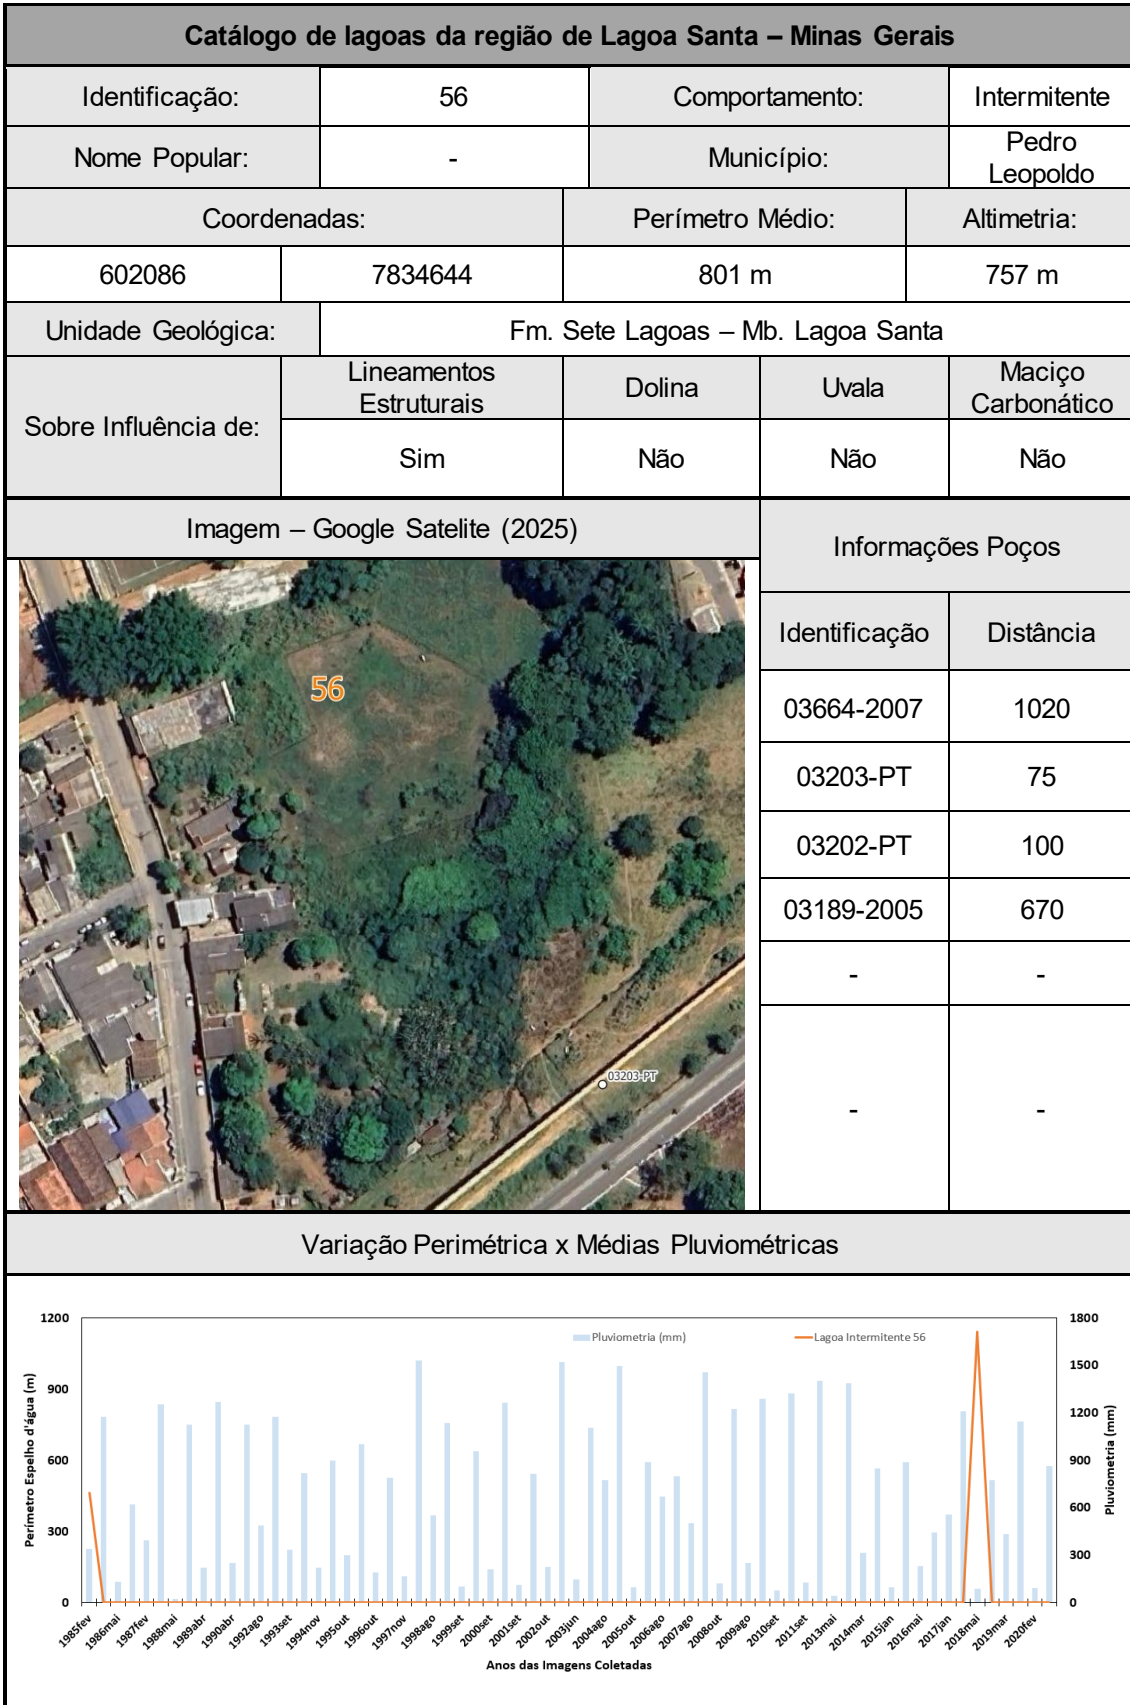 Catálogo de lagoas da região de Lagoa Santa – Minas Gerais
Identificação:
56
Comportamento:
Intermitente
Nome Popular:
-
Município:
Pedro
Leopoldo
Coordenadas:
Perímetro Médio:
Altimetria:
602086
7834644
801 m
757 m
Unidade Geológica:
Fm. Sete Lagoas – Mb. Lagoa Santa
Sobre Influência de:
Lineamentos
Estruturais
Dolina
Uvala
Maciço
Carbonático
Sim
Não
Não
Não
Imagem – Google Satelite (2025)
56
03203-PT
Informações Poços
Identificação
Distância
03664-2007
1020
03203-PT
75
03202-PT
100
03189-2005
670
-
-
-
-
Variação Perimétrica x Médias Pluviométricas
Pluviometria (mm)
Lagoa Intermitente 56
Perímetro Espelho d'água (m)
1200
900
600
300
0
1800
1500
1200
900
600
300
0
Pluviometria (mm)
1985fev
1986mai
1987fev
1988mai
1989abr
1990abr
1992ago
1993set
1994nov
1995out
1996out
1997nov
1998ago
1999set
2000set
2001set
2002out
2003jun
2004ago
2005out
2006ago
2007ago
2008out
2009ago
2010set
2011set
2013mai
2014mar
2015jan
2016mai
2017jan
2018mai
2019mar
2020fev
Anos das Imagens Coletadas